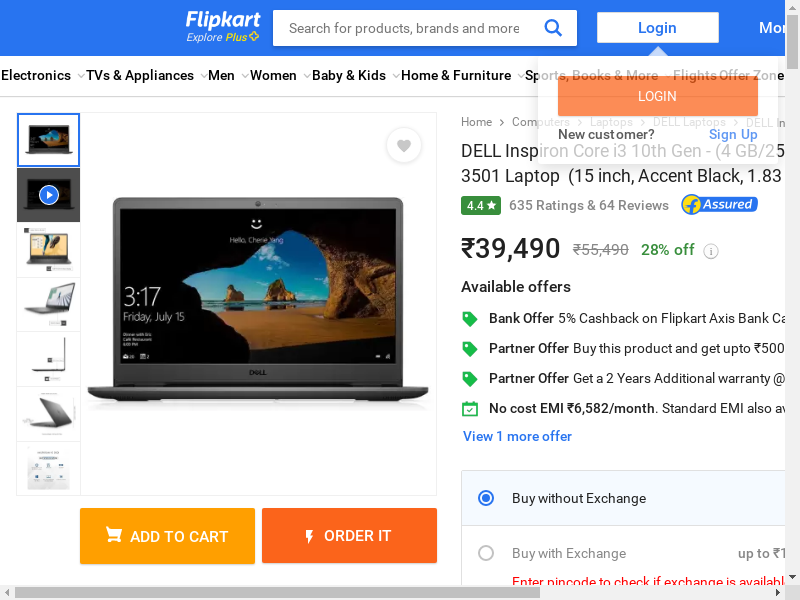 Flipkart
Explore Plus
Search for products, brands and more
Login
Electronics TVs & Appliances Men Women Baby & Kids Home & Furniture Sports, Books & More Flights Offer Zone
LOGIN
New customer? Sign Up
Home Computers Laptops DELL Laptops DELL In
DELL Inspiron Core i3 10th Gen - (4 GB/25
3501 Laptop (15 inch, Accent Black, 1.83
4.4 635 Ratings & 64 Reviews Assured
₹39,490 ₹55,490 28% off
Available offers
Bank Offer 5% Cashback on Flipkart Axis Bank Ca
Partner Offer Buy this product and get upto ₹500
Partner Offer Get a 2 Years Additional warranty @
No cost EMI ₹6,582/month. Standard EMI also av
View 1 more offer
Buy without Exchange
Buy with Exchange up to ₹1
Enter pincode to check if exchange is availabl
Hello, Cherie Yang
3:17
Friday, July 15
DELL
ADD TO CART
ORDER IT